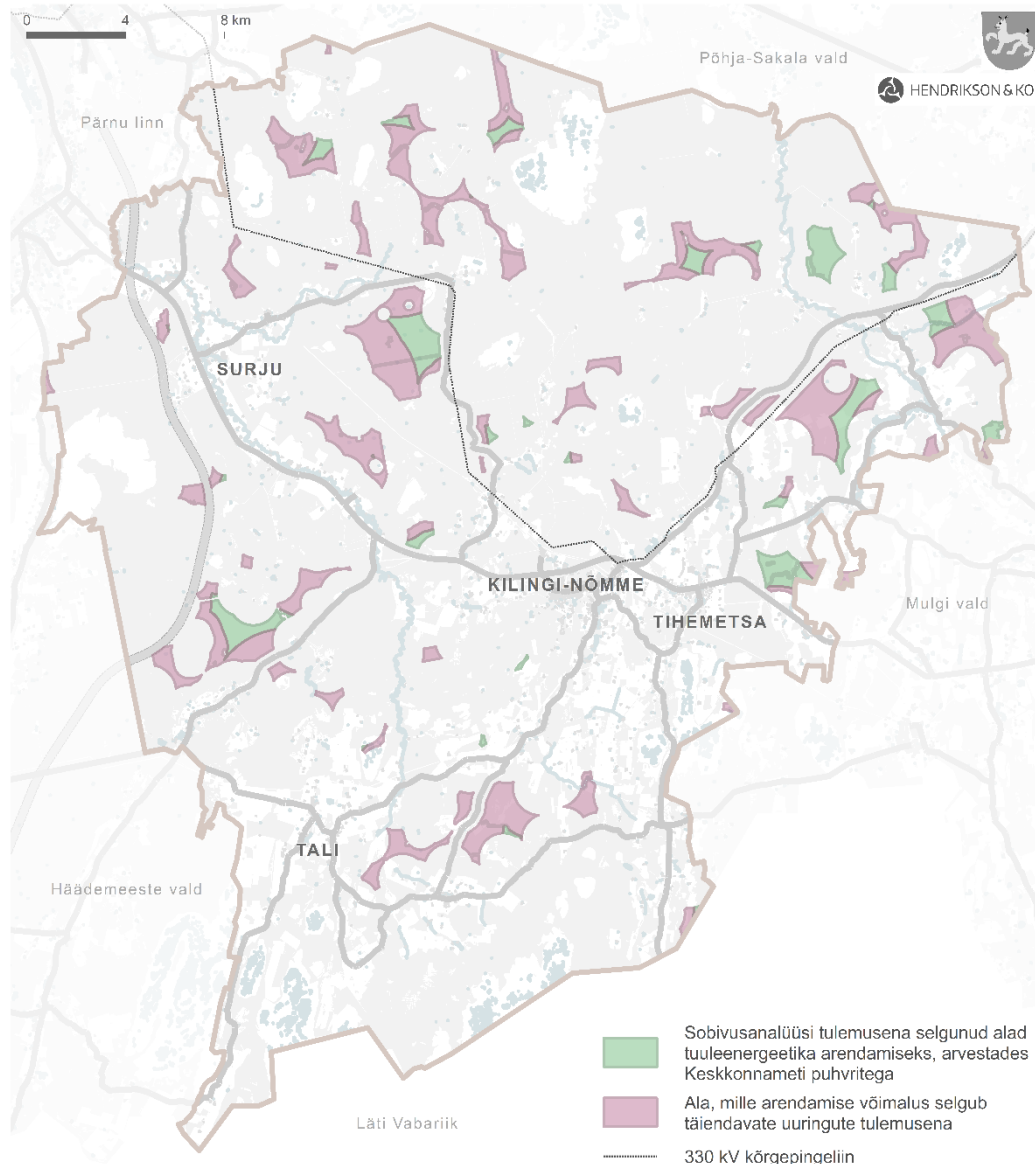 0 4 8 km
Põhja-Sakala vald
HENDRIKSON & KO
Pärnu linn
SURJU
KILINGI-NÕMME
TIHEMETSA
Mulgi vald
TALI
Häädemeeste vald
Läti Vabariik
Sobivusanalüüsi tulemusena selgunud alad
tuuleenergeetika arendamiseks, arvestades
Keskkonnameti puhvritega
Ala, mille arendamise võimalus selgub
täiendavate uuringute tulemusena
330 kV kõrgepingeliin